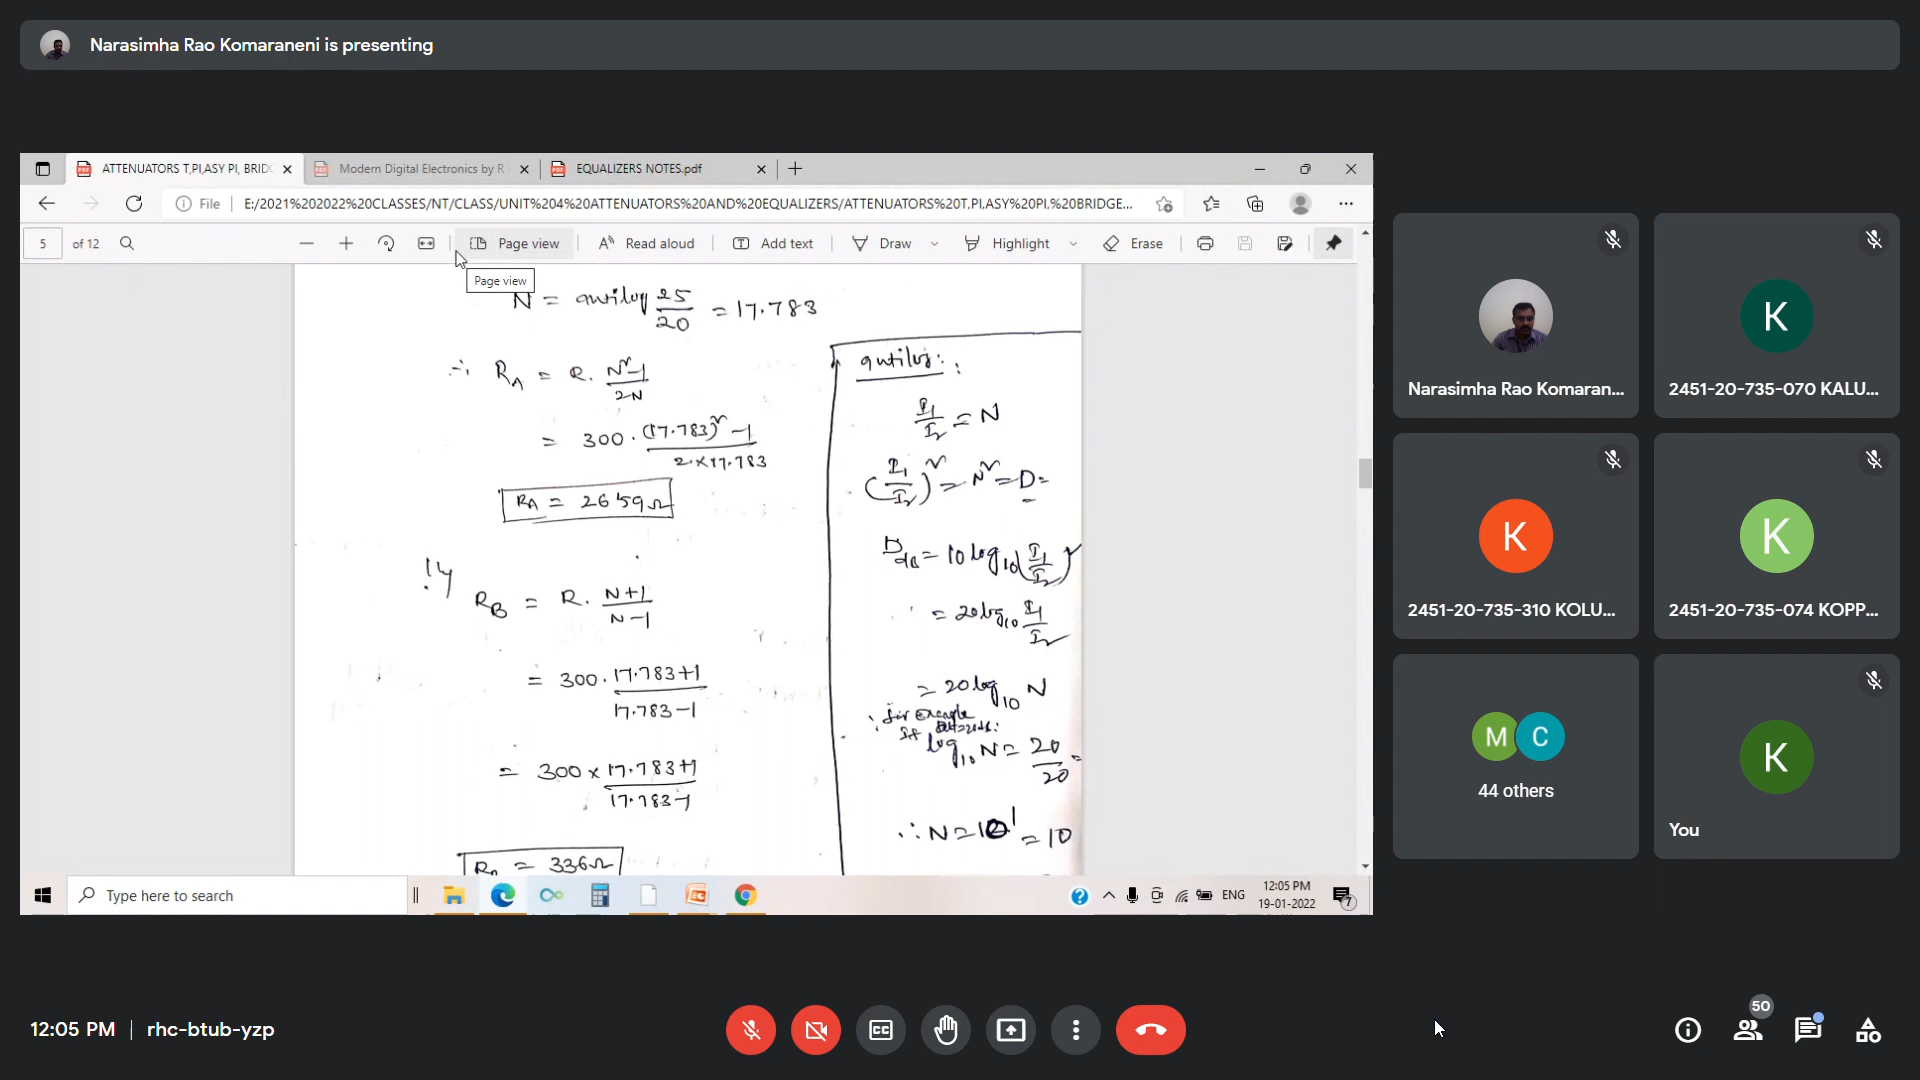 Narasimha Rao Komaraneni is presenting
ATTENUATORS T,PI,ASY PI, BRIDG
Modern Digital Electronics by R
EQUALIZERS NOTES.pdf
File
E:/2021%202022%20CLASSES/NT/CLASS/UNIT%204%20ATTENUATORS%20AND%20EQUALIZERS/ATTENUATORS%20T,PI,ASY%20PI,%20BRIDGE...
5 of 12
Page view
Read aloud
Add text
Draw
Highlight
Erase
Page view
N = antilog 25/20 = 17.783
∴ RA = R. N²-1/2N
= 300 . (17.783)²-1/2×17.783
RA = 2659Ω
lly RB = R. N+1/N-1
= 300 . 17.783+1/17.783-1
= 300 × 17.783+1/17.783-1
= 336Ω
antilog:
I1/I2 = N
(I1/I2)² = N² = D=
DdB = 10 log10 (I1/I2)²
= 20 log10 I1/I2
= 20 log10 N
for example
If
log10 N = 20/20 =
∴ N = 10¹ = 10
Type here to search
ENG
12:05 PM
19-01-2022
7
Narasimha Rao Komaran...
K
2451-20-735-070 KALU...
K
2451-20-735-310 KOLU...
K
2451-20-735-074 KOPP...
M C
44 others
K
You
12:05 PM | rhc-btub-yzp
CC
50